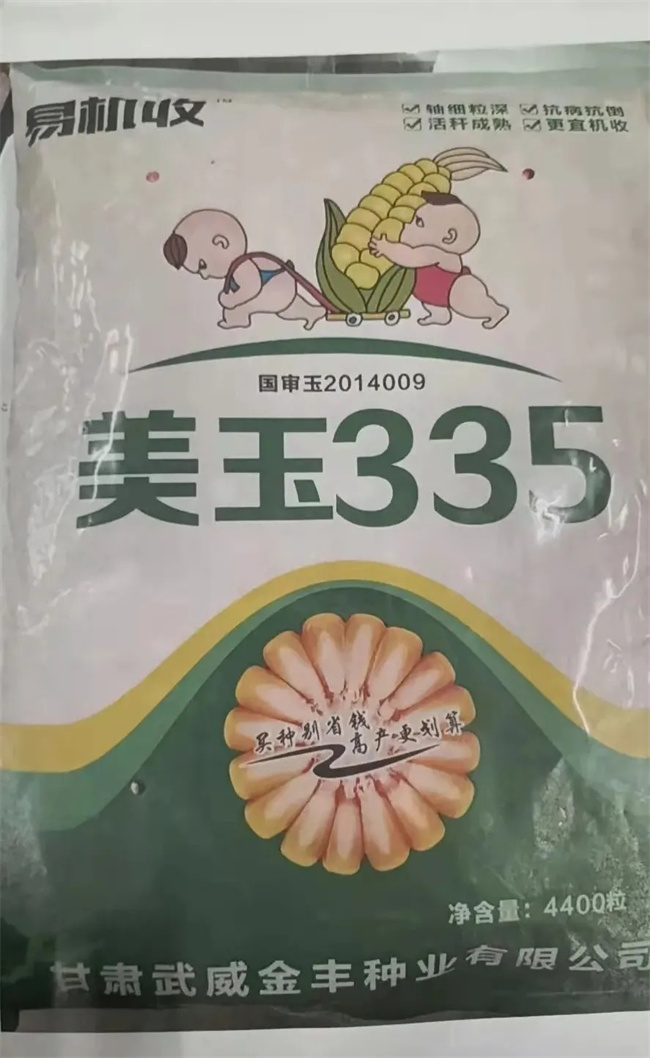 易机收 TM
☑ 轴细粒深 ☑ 抗病抗倒
☑ 活秆成熟 ☑ 更宜机收
国审玉2014009
美玉335
买种别省钱
高产更划算
净含量：4400粒
甘肃武威金丰种业有限公司